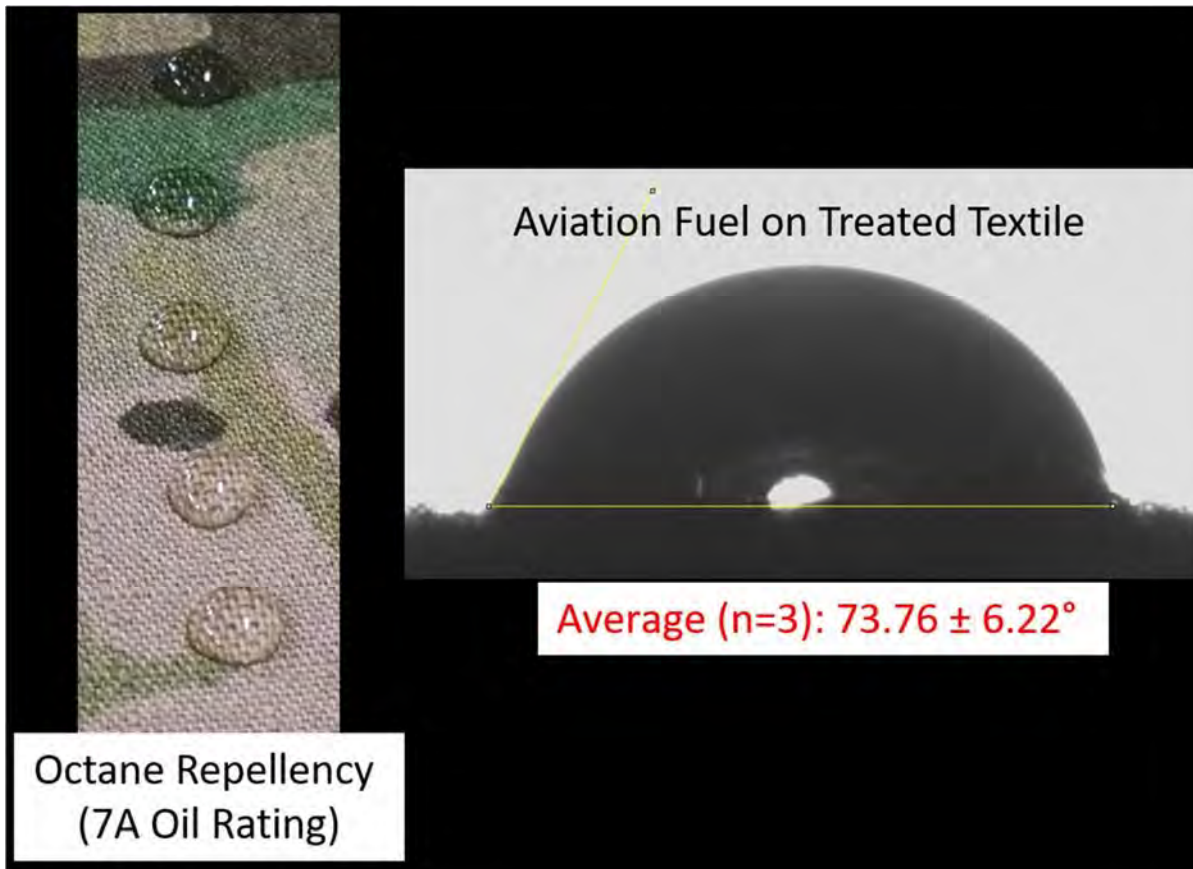 Aviation Fuel on Treated Textile
Average (n=3): 73.76 ± 6.22°
Octane Repellency
(7A Oil Rating)